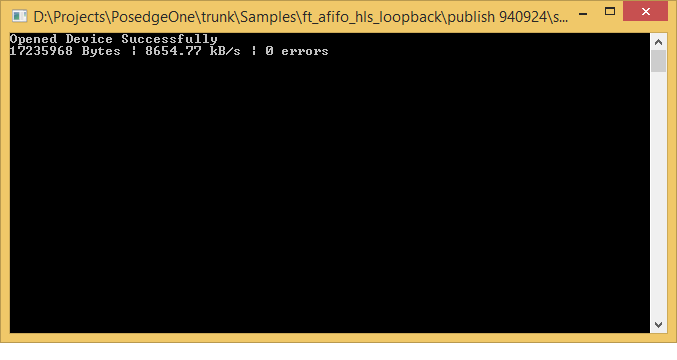 D:\Projects\PosedgeOne\trunk\Samples\ft_afifo_hls_loopback\publish 940924\s...
Opened Device Successfully
17235968 Bytes | 8654.77 kB/s | 0 errors